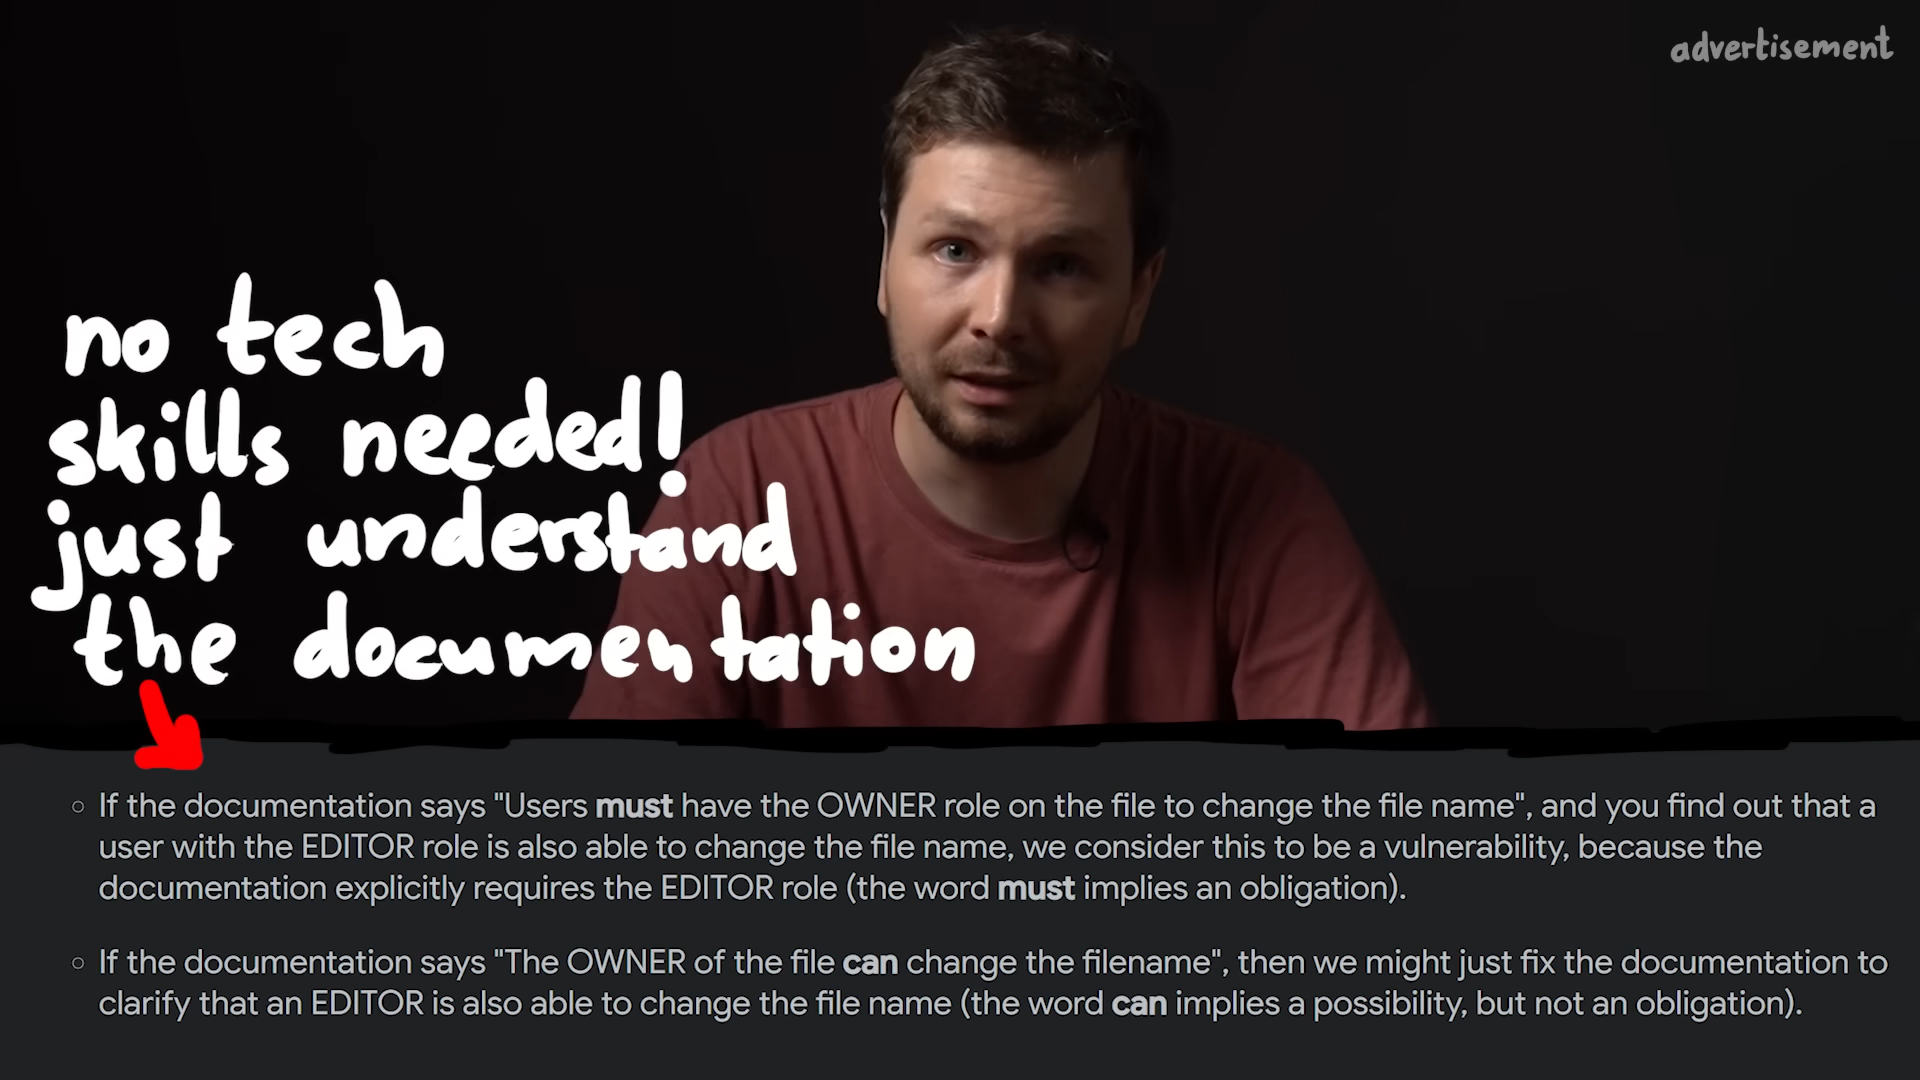 advertisement
no tech
skills needed!
just understand
the documentation
If the documentation says "Users must have the OWNER role on the file to change the file name", and you find out that a
user with the EDITOR role is also able to change the file name, we consider this to be a vulnerability, because the
documentation explicitly requires the EDITOR role (the word must implies an obligation).
If the documentation says "The OWNER of the file can change the filename", then we might just fix the documentation to
clarify that an EDITOR is also able to change the file name (the word can implies a possibility, but not an obligation).